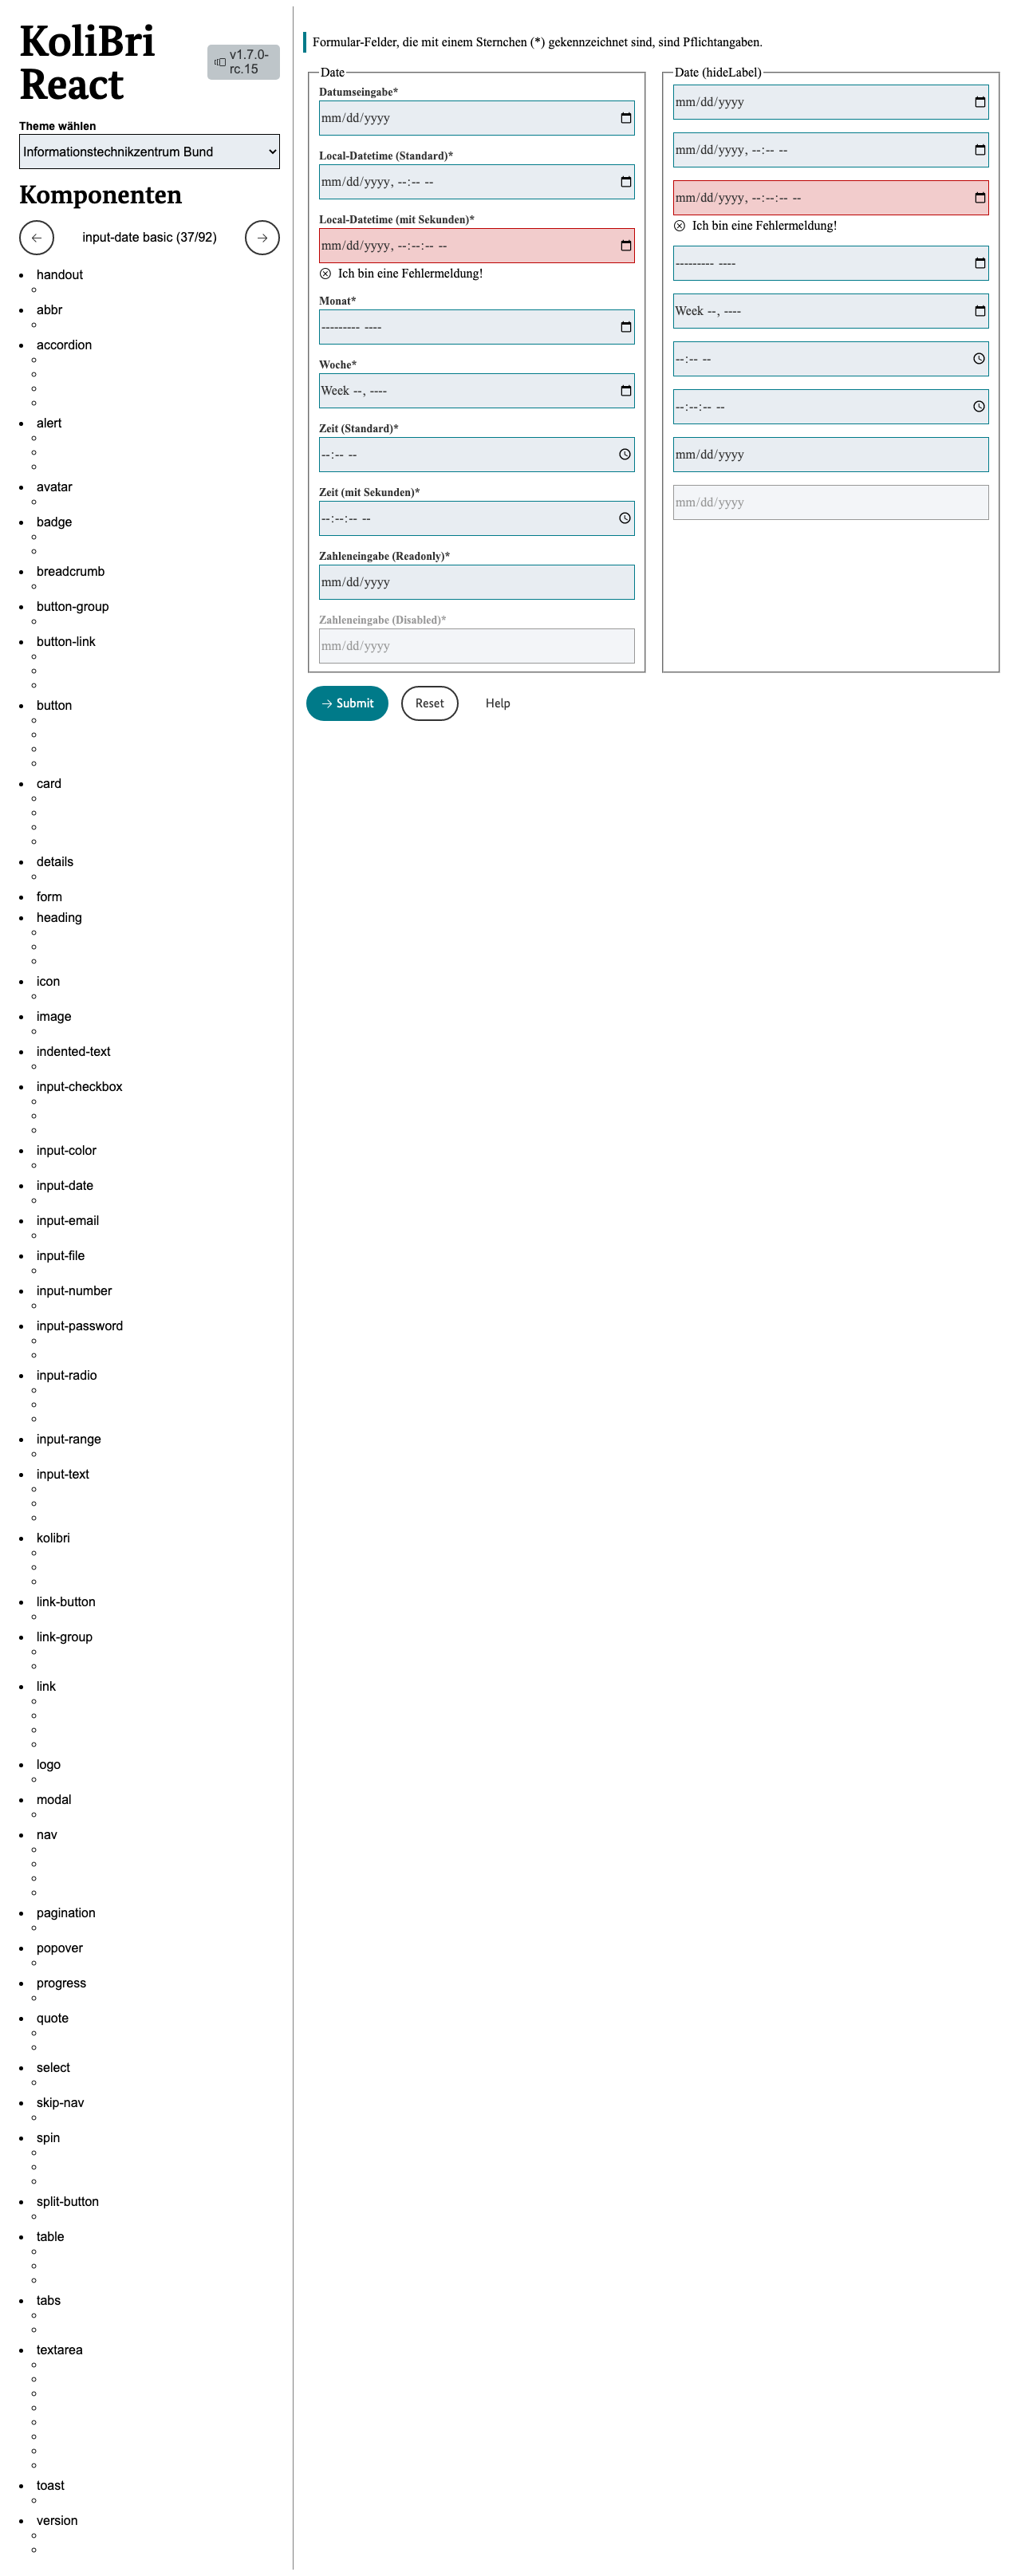 KoliBri
React
v1.7.0-
rc.15
Theme wählen
Informationstechnikzentrum Bund
Komponenten
input-date basic (37/92)
handout
abbr
accordion
alert
avatar
badge
breadcrumb
button-group
button-link
button
card
details
form
heading
icon
image
indented-text
input-checkbox
input-color
input-date
input-email
input-file
input-number
input-password
input-radio
input-range
input-text
kolibri
link-button
link-group
link
logo
modal
nav
pagination
popover
progress
quote
select
skip-nav
spin
split-button
table
tabs
textarea
toast
version
Formular-Felder, die mit einem Sternchen (*) gekennzeichnet sind, sind Pflichtangaben.
Date
Datumseingabe*
mm/dd/yyyy
Local-Datetime (Standard)*
mm/dd/yyyy, --:-- --
Local-Datetime (mit Sekunden)*
mm/dd/yyyy, --:--:-- --
Ich bin eine Fehlermeldung!
Monat*
--------- ----
Woche*
Week --, ----
Zeit (Standard)*
--:-- --
Zeit (mit Sekunden)*
--:--:-- --
Zahleneingabe (Readonly)*
mm/dd/yyyy
Zahleneingabe (Disabled)*
mm/dd/yyyy
Date (hideLabel)
mm/dd/yyyy
mm/dd/yyyy, --:-- --
mm/dd/yyyy, --:--:-- --
Ich bin eine Fehlermeldung!
--------- ----
Week --, ----
--:-- --
--:--:-- --
mm/dd/yyyy
mm/dd/yyyy
Submit
Reset
Help